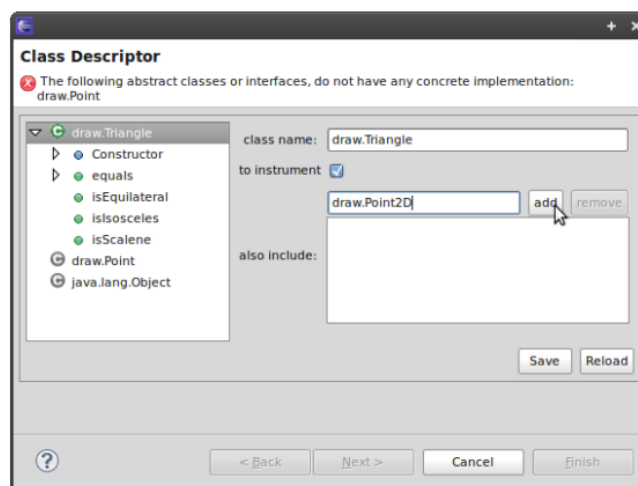 Class Descriptor
The following abstract classes or interfaces, do not have any concrete implementation:
draw.Point
draw.Triangle
Constructor
equals
isEquilateral
isIsosceles
isScalene
draw.Point
java.lang.Object
class name: draw.Triangle
to instrument
draw.Point2D add remove
also include:
Save Reload
? < Back Next > Cancel Finish